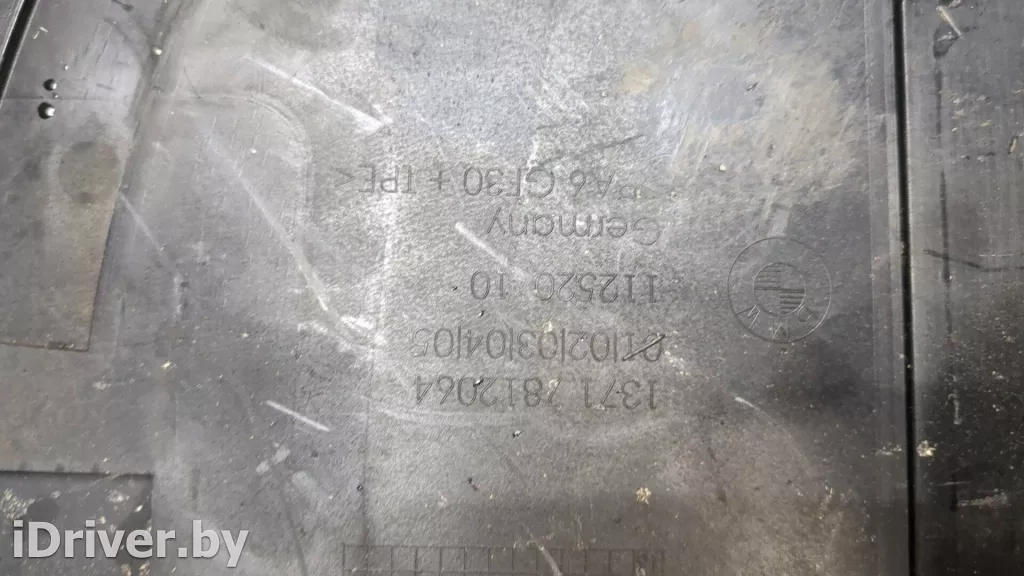 1371 7812064
01|02|03|04|05
112520 10
Germany
>PA6 GF30 + TPE<
BMW
iDriver.by